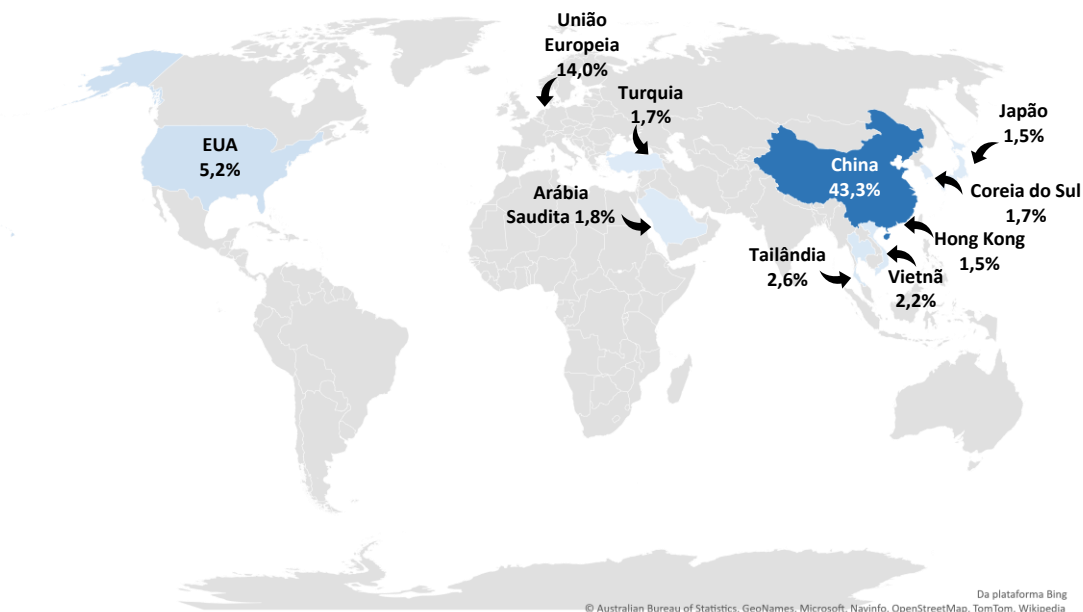 União
Europeia
14,0%
Turquia
1,7%
Japão
1,5%
EUA
5,2%
China
43,3%
Arábia
Saudita 1,8%
Coreia do Sul
1,7%
Hong Kong
1,5%
Tailândia
2,6%
Vietnã
2,2%
Da plataforma Bing
© Australian Bureau of Statistics, GeoNames, Microsoft, Navinfo, OpenStreetMap, TomTom, Wikipedia